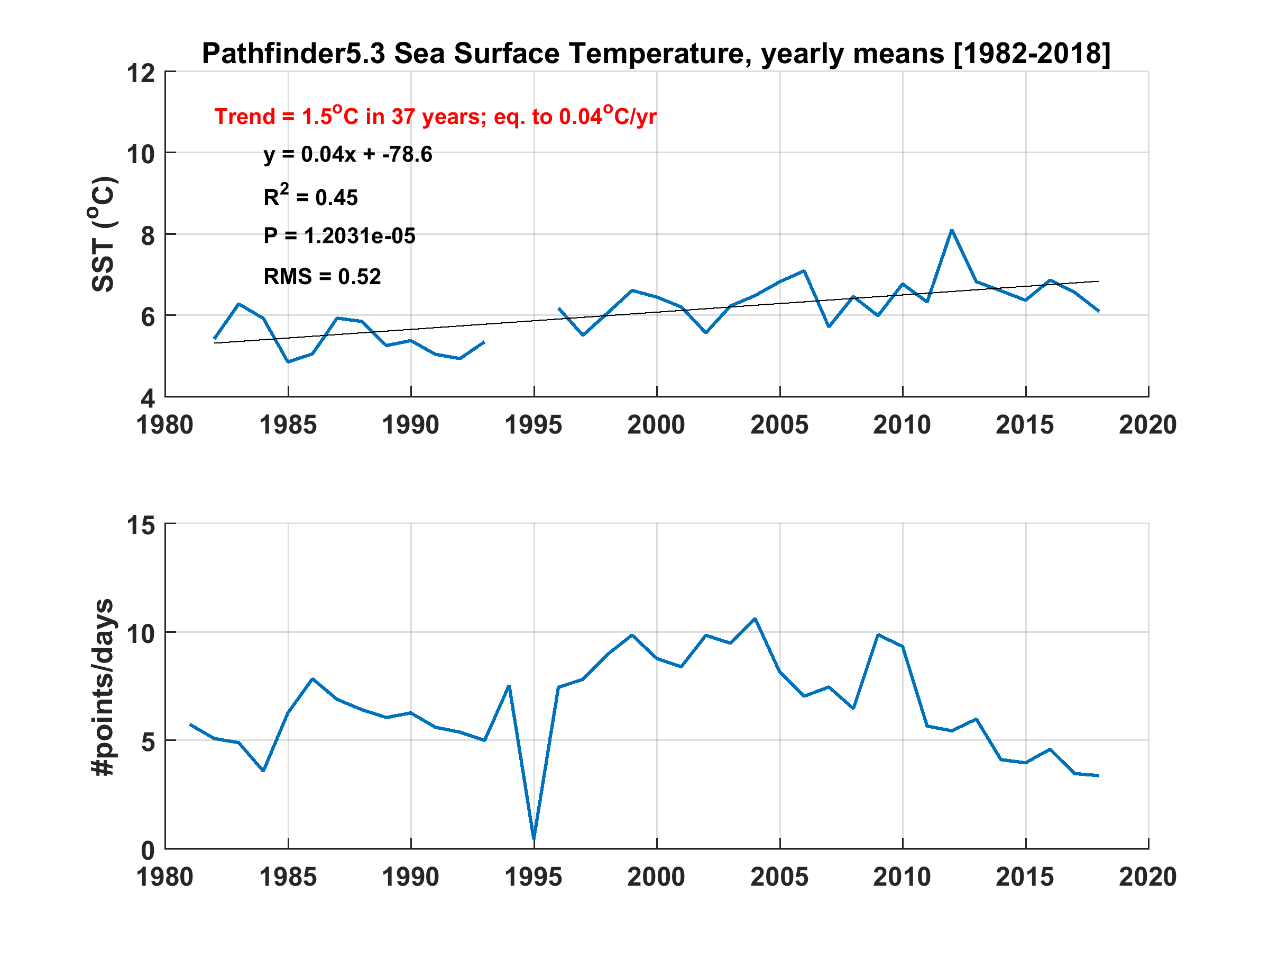 Pathfinder5.3 Sea Surface Temperature, yearly means [1982-2018]
12
Trend = 1.5°C in 37 years; eq. to 0.04°C/yr
10
y = 0.04x + -78.6
R² = 0.45
8
P = 1.2031e-05
RMS = 0.52
6
4
SST (°C)
1980 1985 1990 1995 2000 2005 2010 2015 2020
15
10
5
0
#points/days
1980 1985 1990 1995 2000 2005 2010 2015 2020